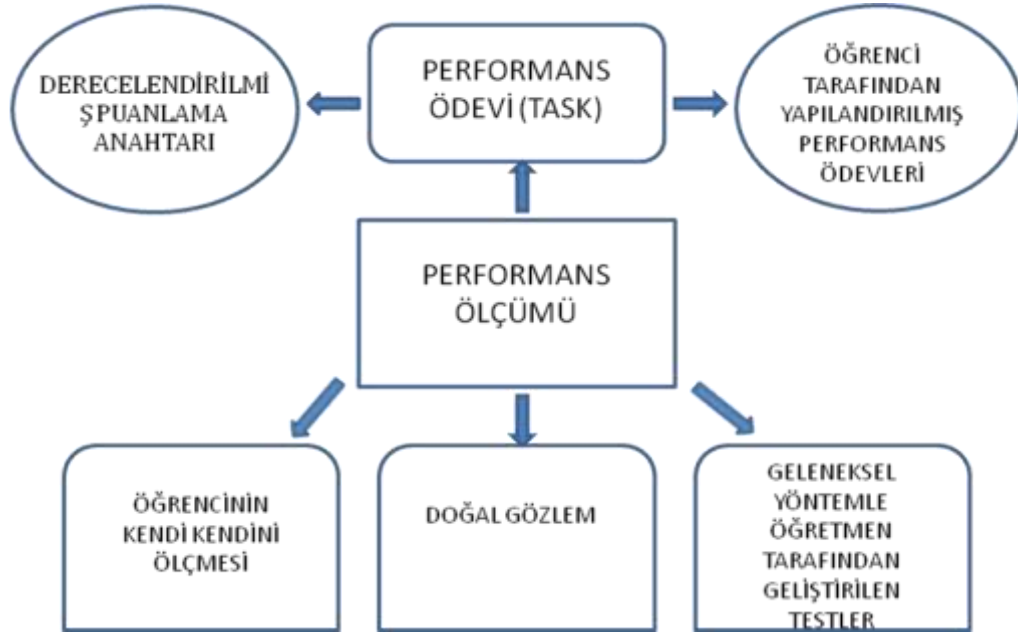 DERECELENDİRİLMİ
Ş PUANLAMA
ANAHTARI
PERFORMANS
ÖDEVİ (TASK)
ÖĞRENCİ
TARAFINDAN
YAPILANDIRILMIŞ
PERFORMANS
ÖDEVLERİ
PERFORMANS
ÖLÇÜMÜ
ÖĞRENCİNİN
KENDİ KENDİNİ
ÖLÇMESİ
DOĞAL GÖZLEM
GELENEKSEL
YÖNTEMLE
ÖĞRETMEN
TARAFINDAN
GELİŞTİRİLEN
TESTLER